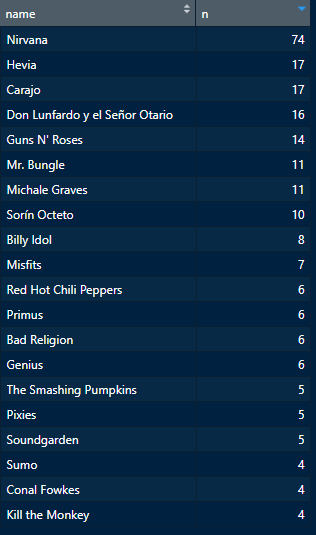 name n
Nirvana 74
Hevia 17
Carajo 17
Don Lunfardo y el Señor Otario 16
Guns N' Roses 14
Mr. Bungle 11
Michale Graves 11
Sorín Octeto 10
Billy Idol 8
Misfits 7
Red Hot Chili Peppers 6
Primus 6
Bad Religion 6
Genius 6
The Smashing Pumpkins 5
Pixies 5
Soundgarden 5
Sumo 4
Conal Fowkes 4
Kill the Monkey 4